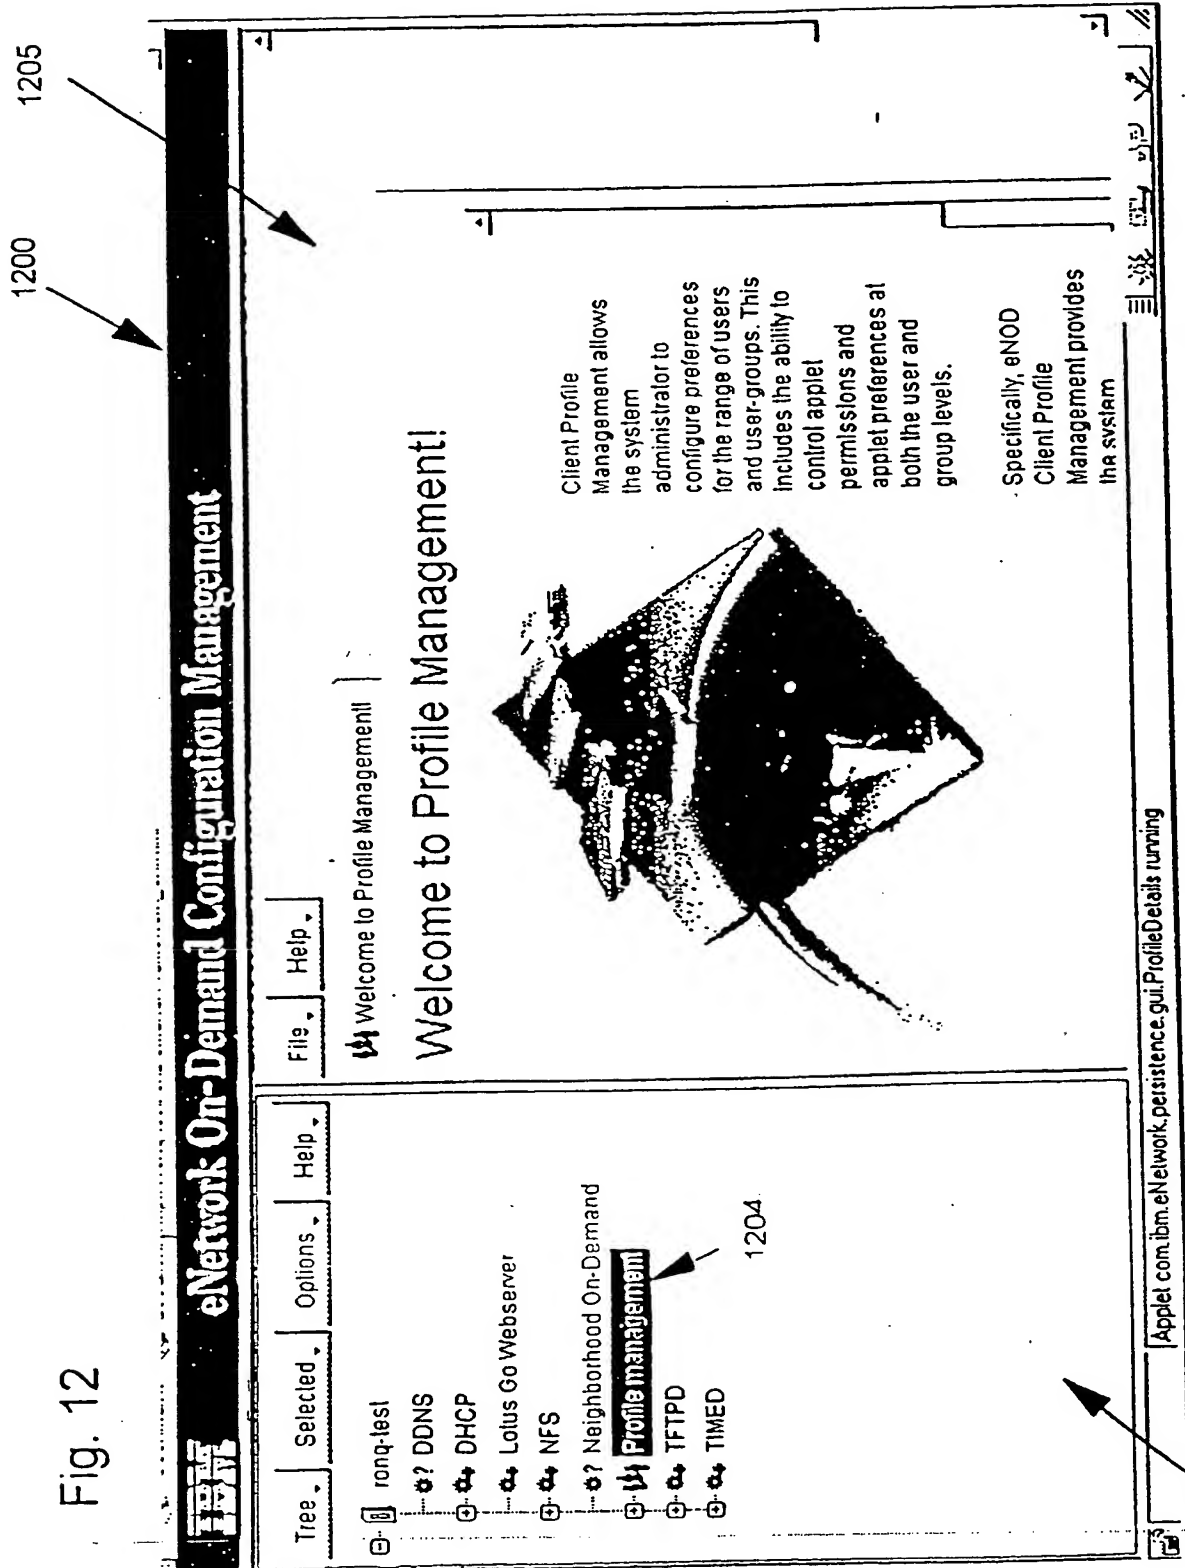 Fig. 12
1200
1205
IBM eNetwork On-Demand Configuration Management
Tree Selected Options Help
ronq-test
? DDNS
DHCP
Lotus Go Webserver
NFS
? Neighborhood On-Demand
Profile management
TFTPD
TIMED
1204
File Help
Welcome to Profile Management!
Welcome to Profile Management!
Client Profile
Management allows
the system
administrator to
configure preferences
for the range of users
and user-groups. This
includes the ability to
control applet
permissions and
applet preferences at
both the user and
group levels.
Specifically, eNOD
Client Profile
Management provides
the system
Applet com.ibm.eNetwork.persistence.gui.ProfileDetails running